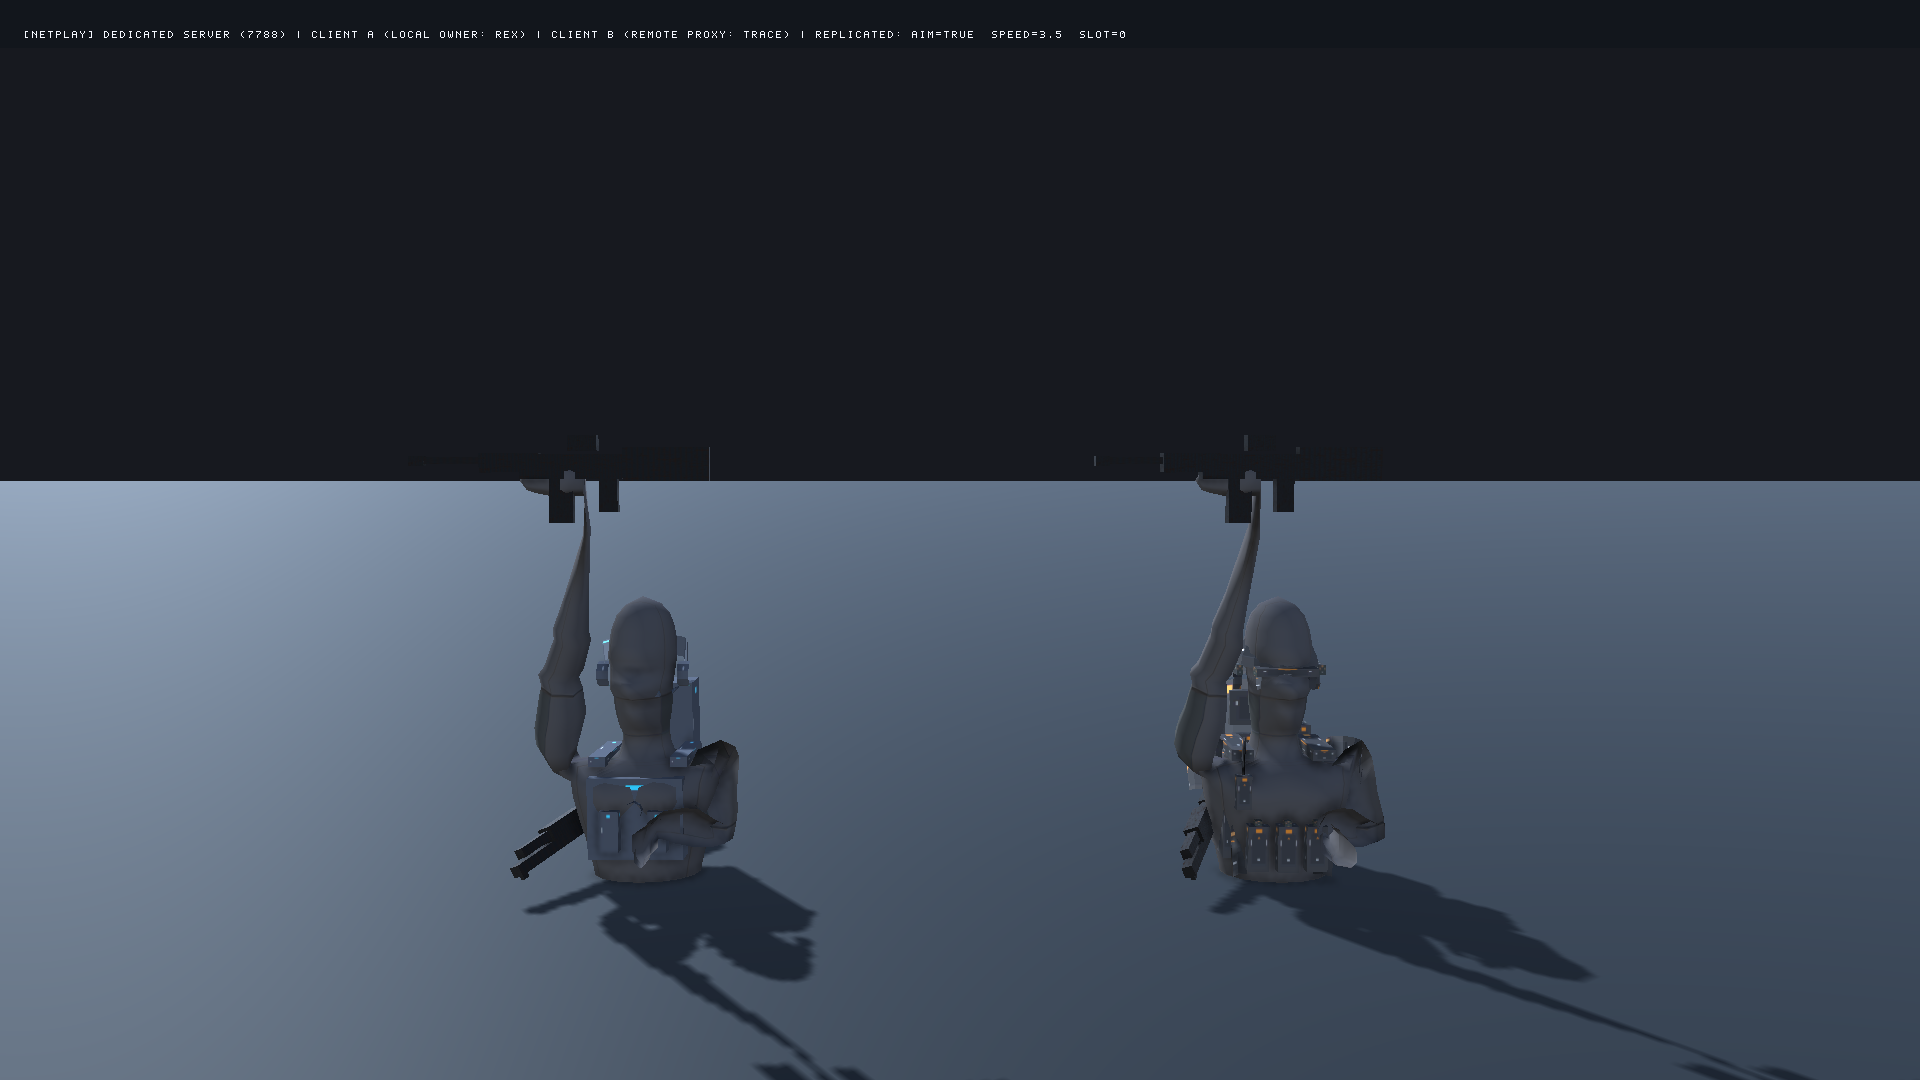 [NETPLAY] DEDICATED SERVER (7788) | CLIENT A (LOCAL OWNER: REX) | CLIENT B (REMOTE PROXY: TRACE) | REPLICATED: AIM=TRUE  SPEED=3.5  SLOT=0